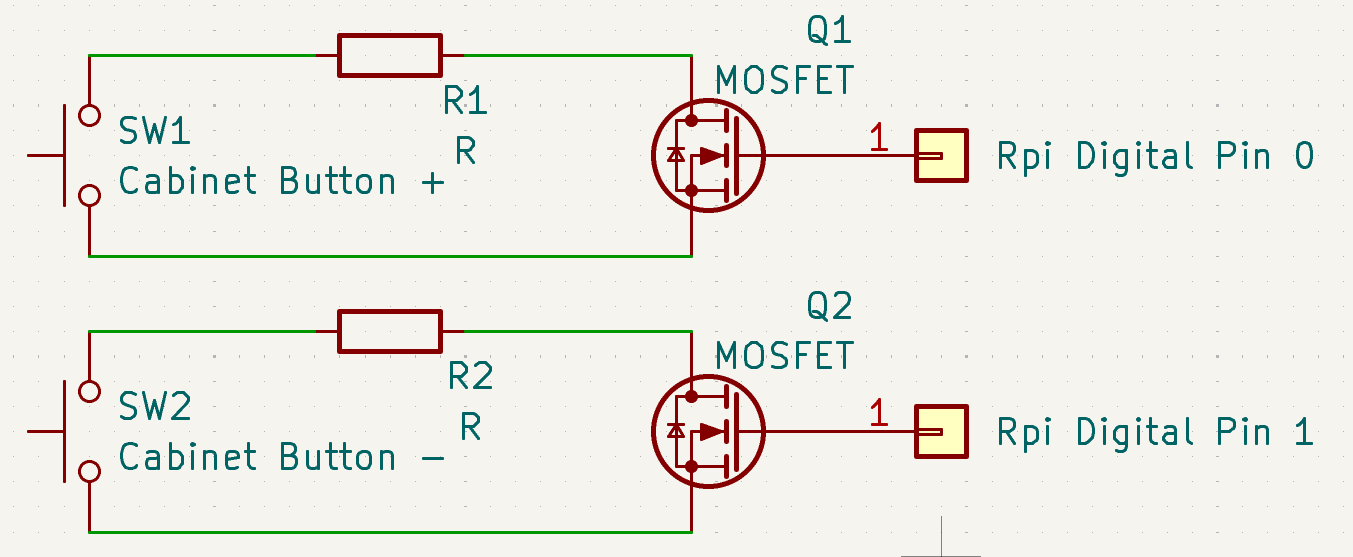 Q1
MOSFET
R1
R
SW1
Cabinet Button +
1
Rpi Digital Pin 0
Q2
MOSFET
R2
R
SW2
Cabinet Button -
1
Rpi Digital Pin 1